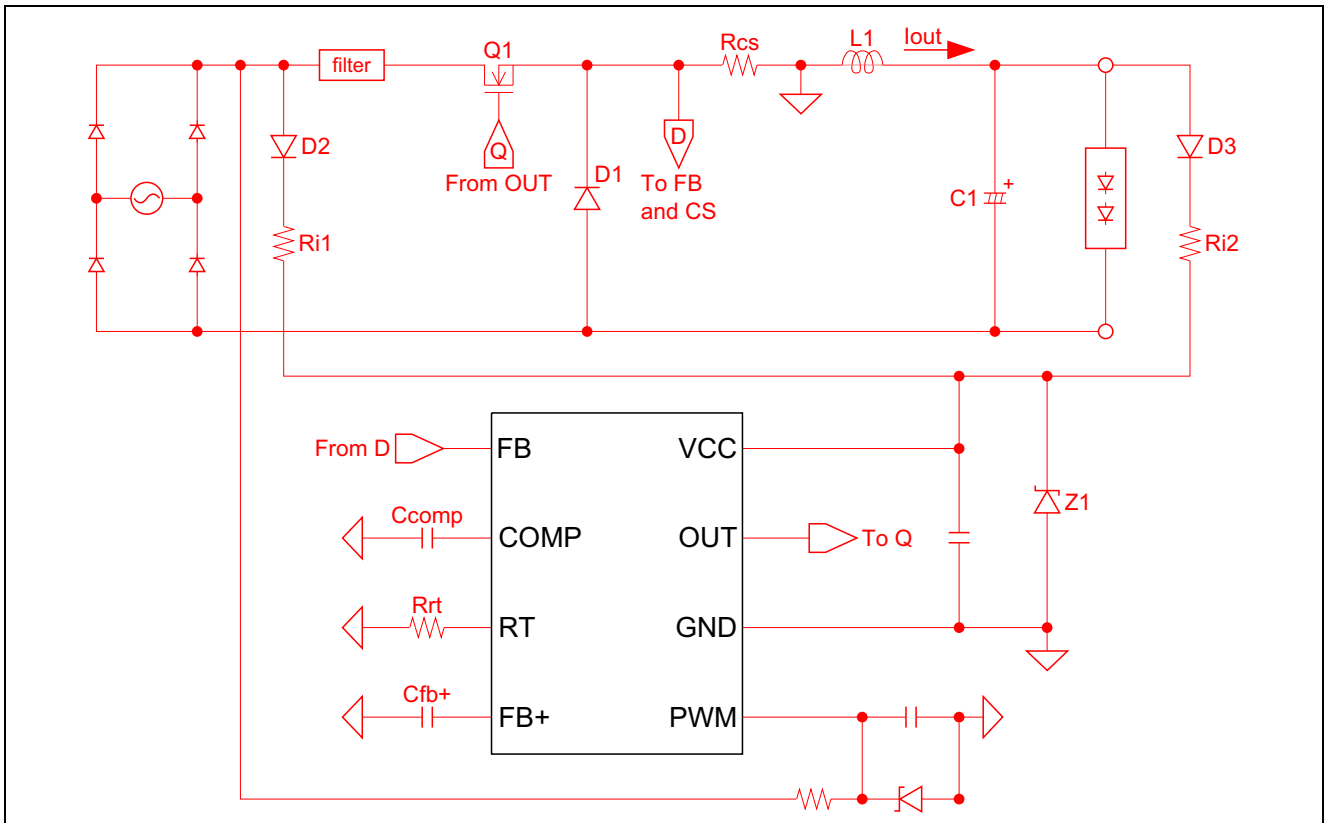 Q1
Rcs
L1
Iout
filter
D2
Q
D
D1
D3
From OUT
To FB
and CS
C1
+
Ri1
Ri2
From D
FB
VCC
Z1
Ccomp
COMP
OUT
To Q
Rrt
RT
GND
Cfb+
FB+
PWM